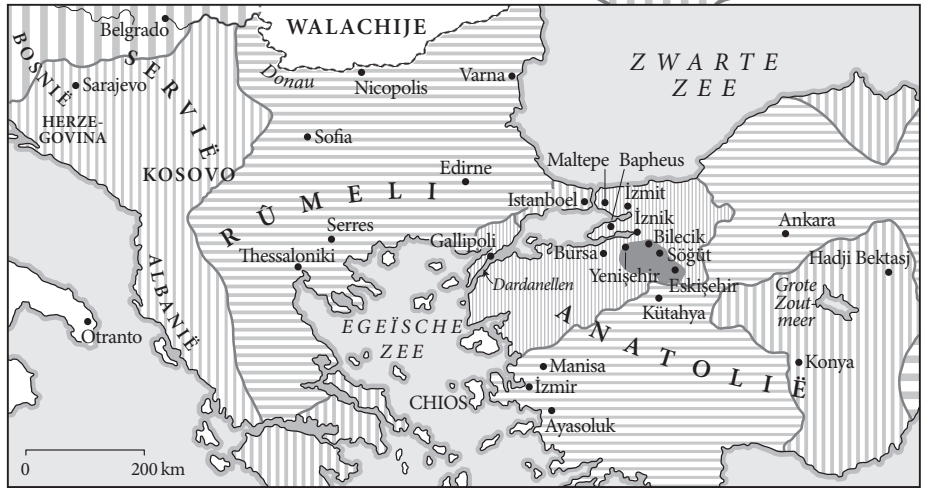 WALACHIJE
Belgrado
BOSNIË
SERVIË
Sarajevo
Donau
Nicopolis
Varna
ZWARTE
ZEE
HERZE-
GOVINA
Sofia
KOSOVO
Edirne
Maltepe
Bapheus
RÛMELI
Istanboel
İzmit
İznik
Serres
Gallipoli
Bilecik
Ankara
Thessaloniki
Bursa
Söğüt
Hadji Bektasj
Yenişehir
Eskişehir
Dardanellen
Grote
Zout-
meer
ALBANIË
Kütahya
EGEÏSCHE
ZEE
ANATOLIË
Otranto
Manisa
Konya
İzmir
CHIOS
Ayasoluk
0 200 km